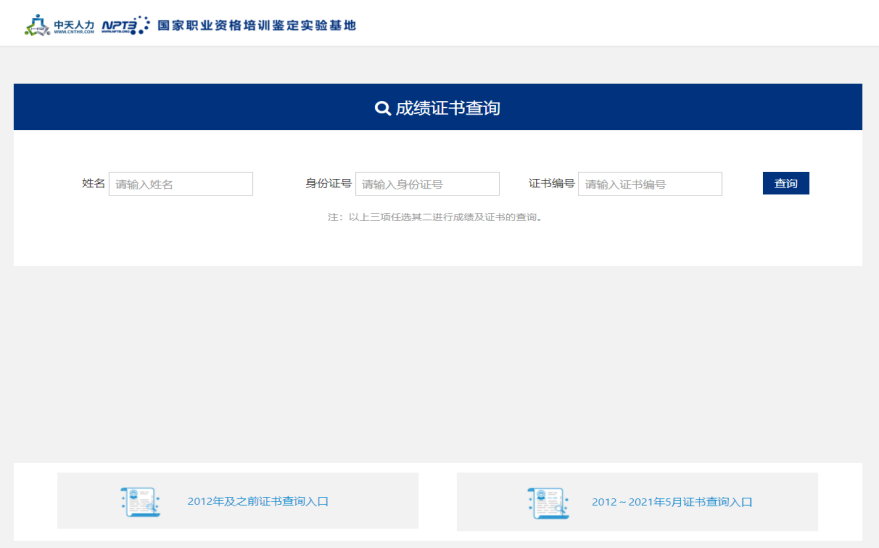 中天人力 NPTB 国家职业资格培训鉴定实验基地
WWW.CNTHR.COM
成绩证书查询
姓名 请输入姓名 身份证号 请输入身份证号 证书编号 请输入证书编号 查询
注：以上三项任选其二进行成绩及证书的查询。
2012年及之前证书查询入口 2012～2021年5月证书查询入口